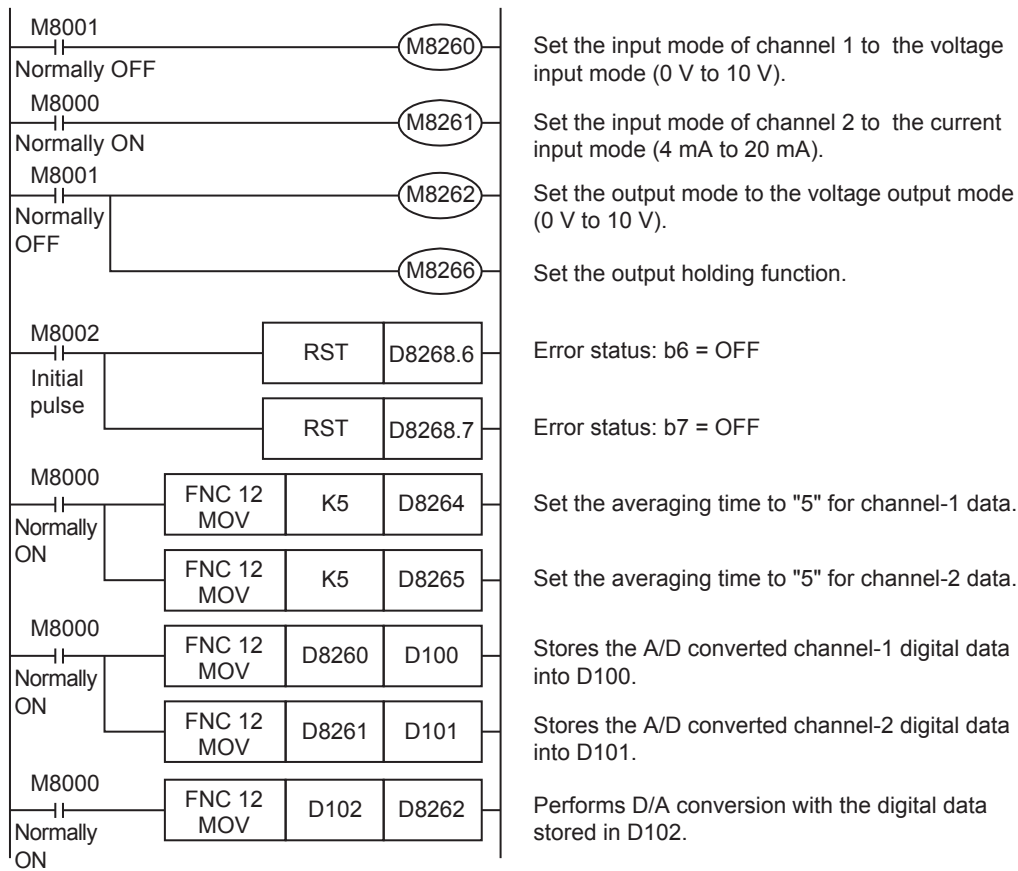 M8001
M8260
Normally OFF
Set the input mode of channel 1 to the voltage
input mode (0 V to 10 V).
M8000
M8261
Normally ON
Set the input mode of channel 2 to the current
input mode (4 mA to 20 mA).
M8001
M8262
Normally
OFF
Set the output mode to the voltage output mode
(0 V to 10 V).
M8266
Set the output holding function.
M8002
Initial
pulse
RST D8268.6
Error status: b6 = OFF
RST D8268.7
Error status: b7 = OFF
M8000
Normally
ON
FNC 12
MOV
K5 D8264
Set the averaging time to "5" for channel-1 data.
FNC 12
MOV
K5 D8265
Set the averaging time to "5" for channel-2 data.
M8000
Normally
ON
FNC 12
MOV
D8260 D100
Stores the A/D converted channel-1 digital data
into D100.
FNC 12
MOV
D8261 D101
Stores the A/D converted channel-2 digital data
into D101.
M8000
Normally
ON
FNC 12
MOV
D102 D8262
Performs D/A conversion with the digital data
stored in D102.